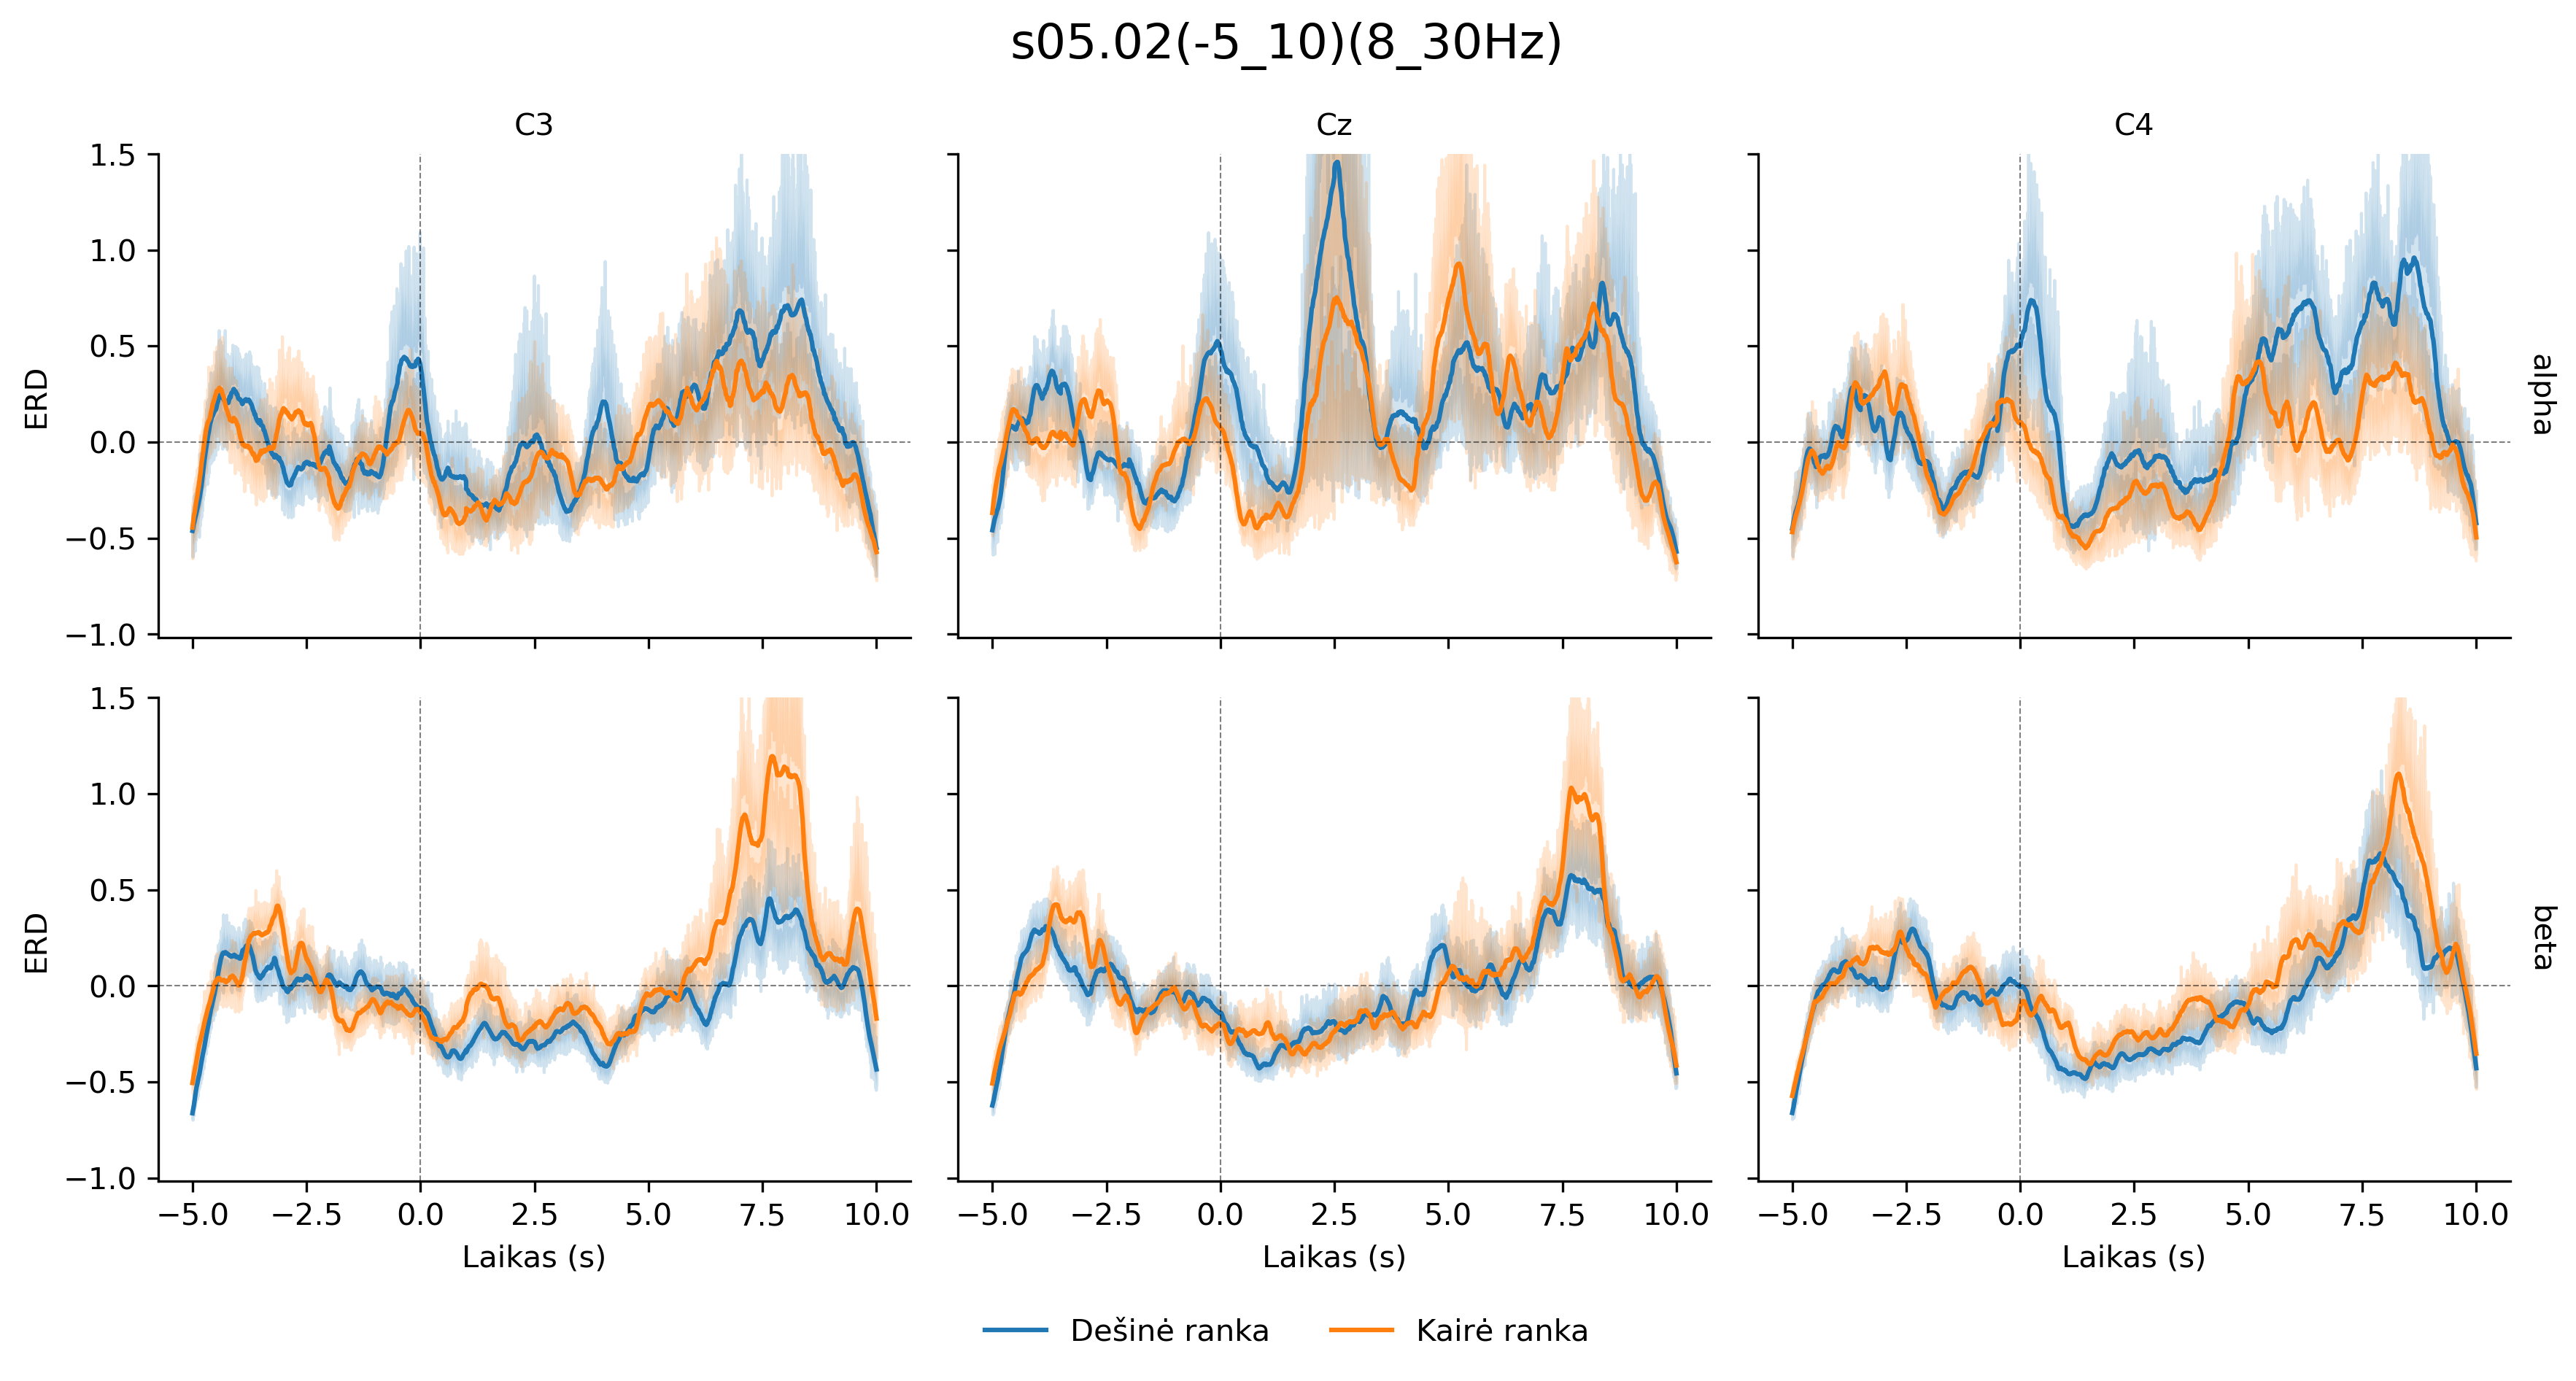 s05.02(-5_10)(8_30Hz)
C3 Cz C4
1.5
1.0
0.5
0.0
−0.5
−1.0
ERD
alpha
1.5
1.0
0.5
0.0
−0.5
−1.0
ERD
beta
−5.0 −2.5 0.0 2.5 5.0 7.5 10.0 −5.0 −2.5 0.0 2.5 5.0 7.5 10.0 −5.0 −2.5 0.0 2.5 5.0 7.5 10.0
Laikas (s) Laikas (s) Laikas (s)
Dešinė ranka Kairė ranka